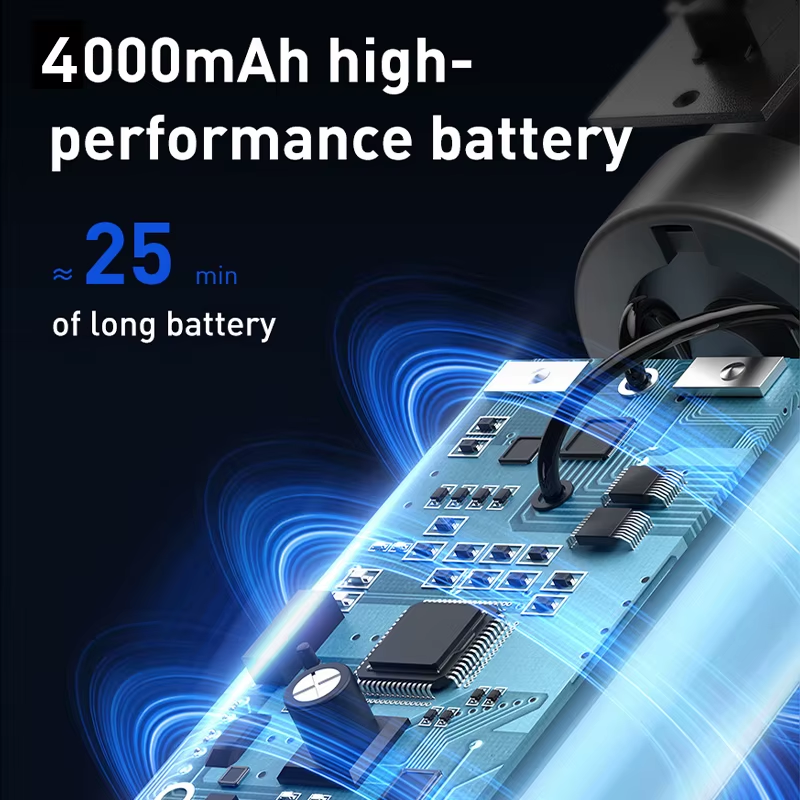 4000mAh high-
performance battery
≈ 25 min
of long battery